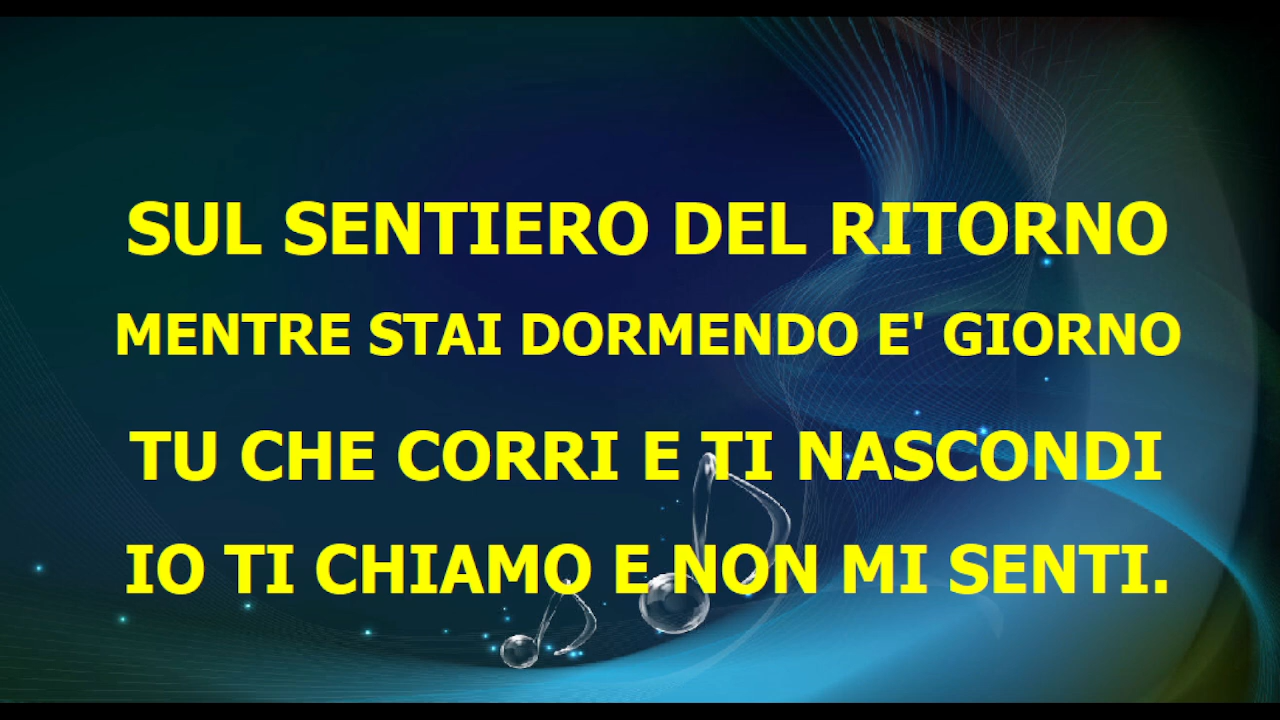 SUL SENTIERO DEL RITORNO
MENTRE STAI DORMENDO E' GIORNO
TU CHE CORRI E TI NASCONDI
IO TI CHIAMO E NON MI SENTI.